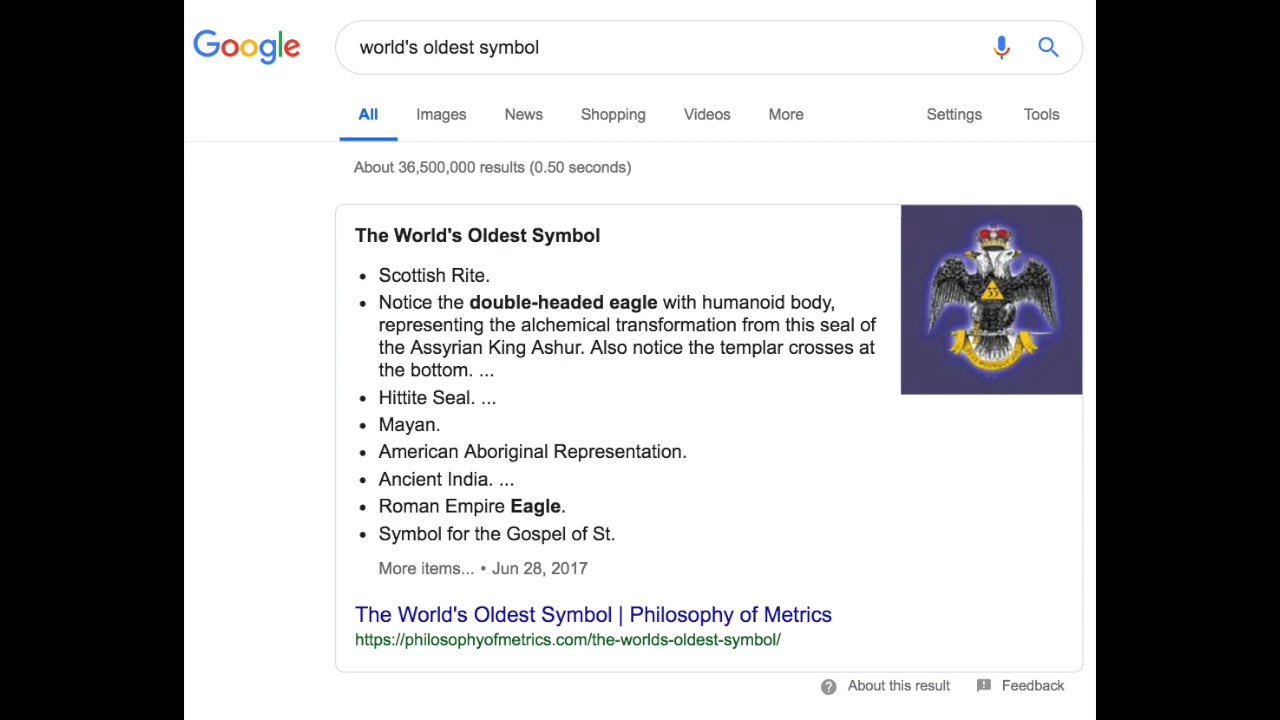 Google
world's oldest symbol
All Images News Shopping Videos More Settings Tools
About 36,500,000 results (0.50 seconds)
The World's Oldest Symbol
• Scottish Rite.
• Notice the double-headed eagle with humanoid body,
representing the alchemical transformation from this seal of
the Assyrian King Ashur. Also notice the templar crosses at
the bottom. ...
• Hittite Seal. ...
• Mayan.
• American Aboriginal Representation.
• Ancient India. ...
• Roman Empire Eagle.
• Symbol for the Gospel of St.
More items... • Jun 28, 2017
The World's Oldest Symbol | Philosophy of Metrics
https://philosophyofmetrics.com/the-worlds-oldest-symbol/
About this result Feedback
33